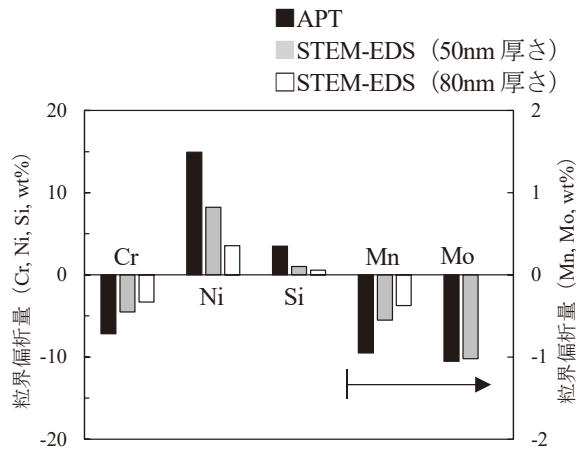 APT
STEM-EDS（50nm 厚さ）
STEM-EDS（80nm 厚さ）
粒界偏析量（Cr, Ni, Si, wt%）
20
10
0
-10
-20
Cr
Ni
Si
Mn
Mo
2
1
0
-1
-2
粒界偏析量（Mn, Mo, wt%）